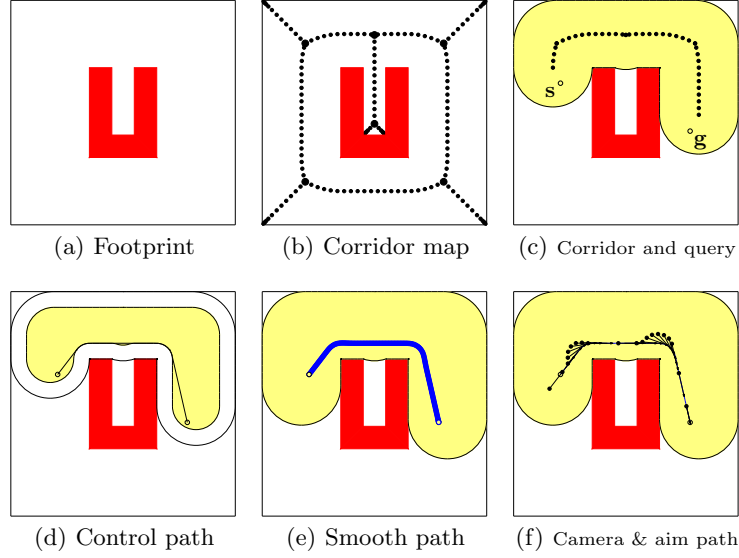 s
g
(a) Footprint
(b) Corridor map
(c) Corridor and query
(d) Control path
(e) Smooth path
(f) Camera & aim path